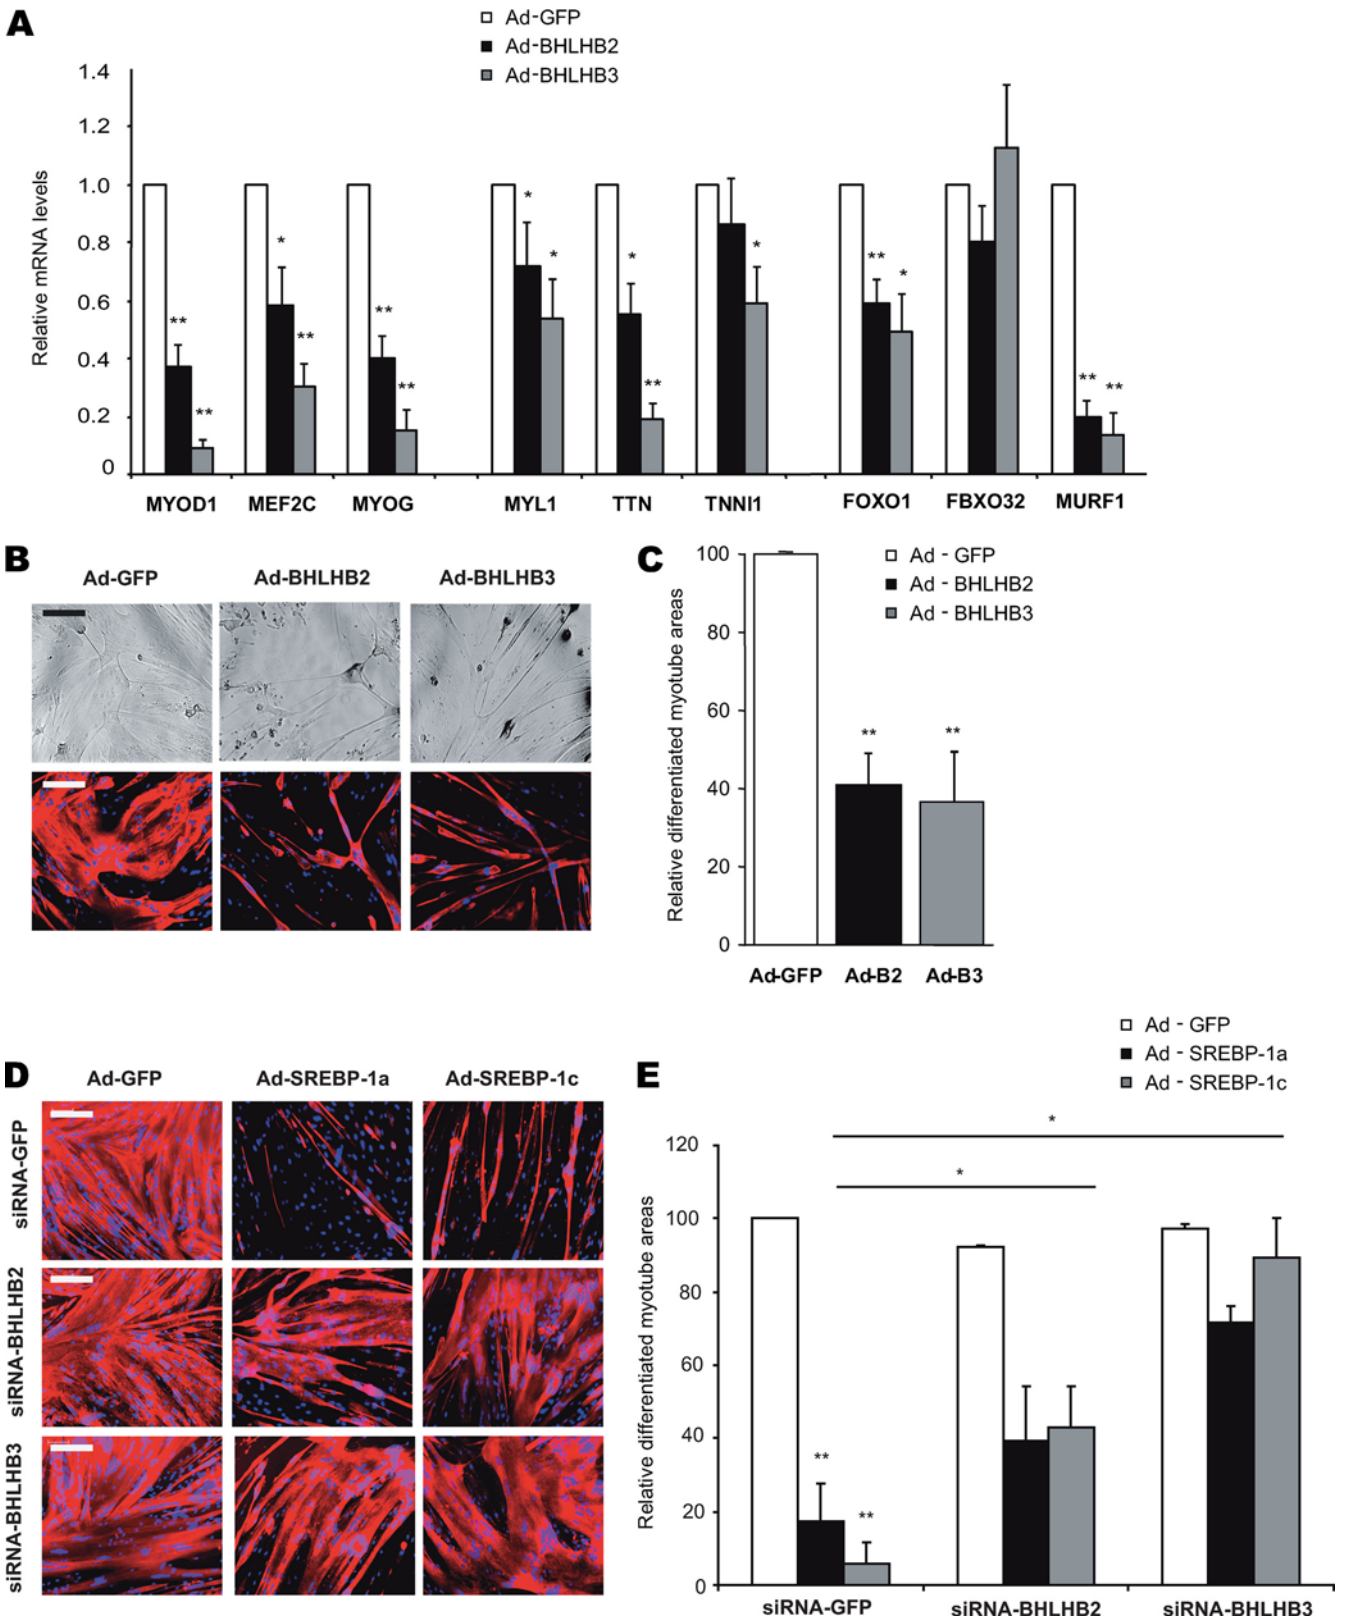 A
Ad-GFP
Ad-BHLHB2
Ad-BHLHB3
Relative mRNA levels
1.4
1.2
1.0
0.8
0.6
0.4
0.2
0
** ** * ** ** ** * * * ** * ** * ** **
MYOD1 MEF2C MYOG MYL1 TTN TNNI1 FOXO1 FBXO32 MURF1
B
Ad-GFP Ad-BHLHB2 Ad-BHLHB3
C
Ad - GFP
Ad - BHLHB2
Ad - BHLHB3
Relative differentiated myotube areas
100
80
60
40
20
0
** **
Ad-GFP Ad-B2 Ad-B3
D
Ad-GFP Ad-SREBP-1a Ad-SREBP-1c
siRNA-GFP
siRNA-BHLHB2
siRNA-BHLHB3
E
Ad - GFP
Ad - SREBP-1a
Ad - SREBP-1c
Relative differentiated myotube areas
120
100
80
60
40
20
0
*
*
** **
siRNA-GFP siRNA-BHLHB2 siRNA-BHLHB3